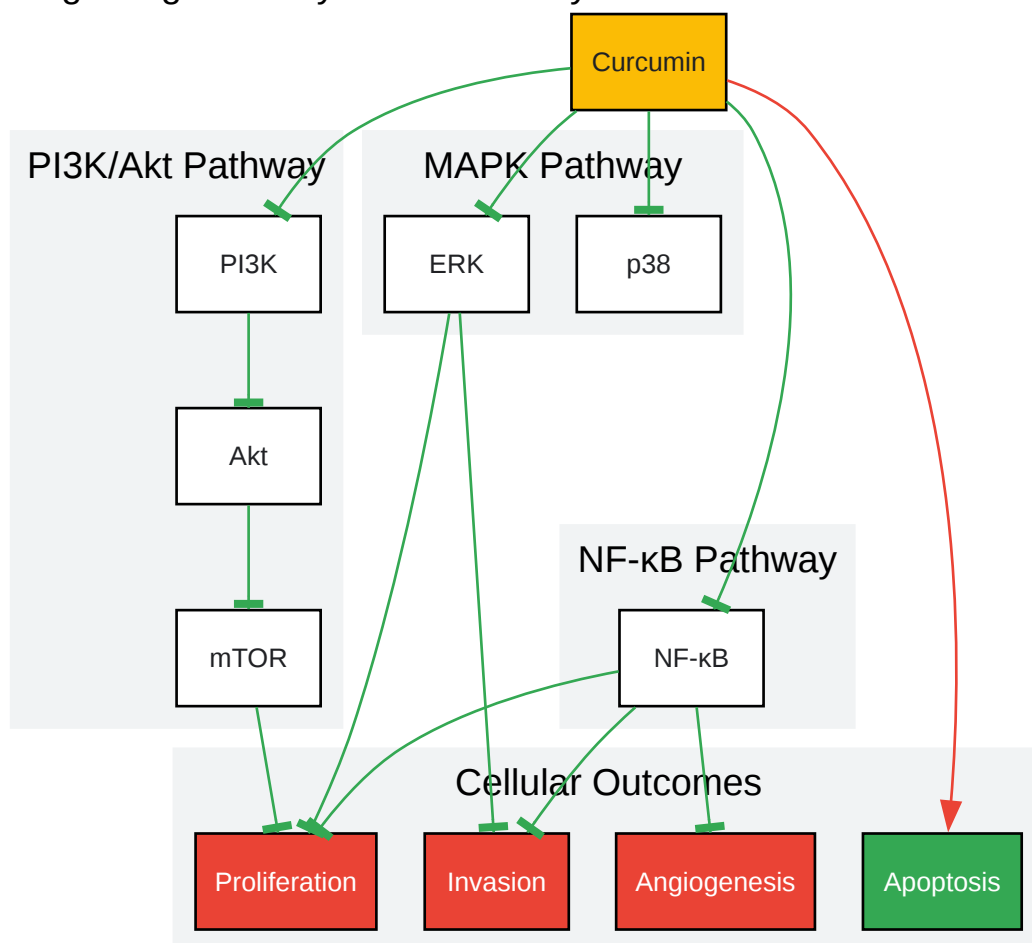 Curcumin
PI3K/Akt Pathway
MAPK Pathway
PI3K
ERK
p38
Akt
NF-κB Pathway
mTOR
NF-κB
Cellular Outcomes
Proliferation
Invasion
Angiogenesis
Apoptosis